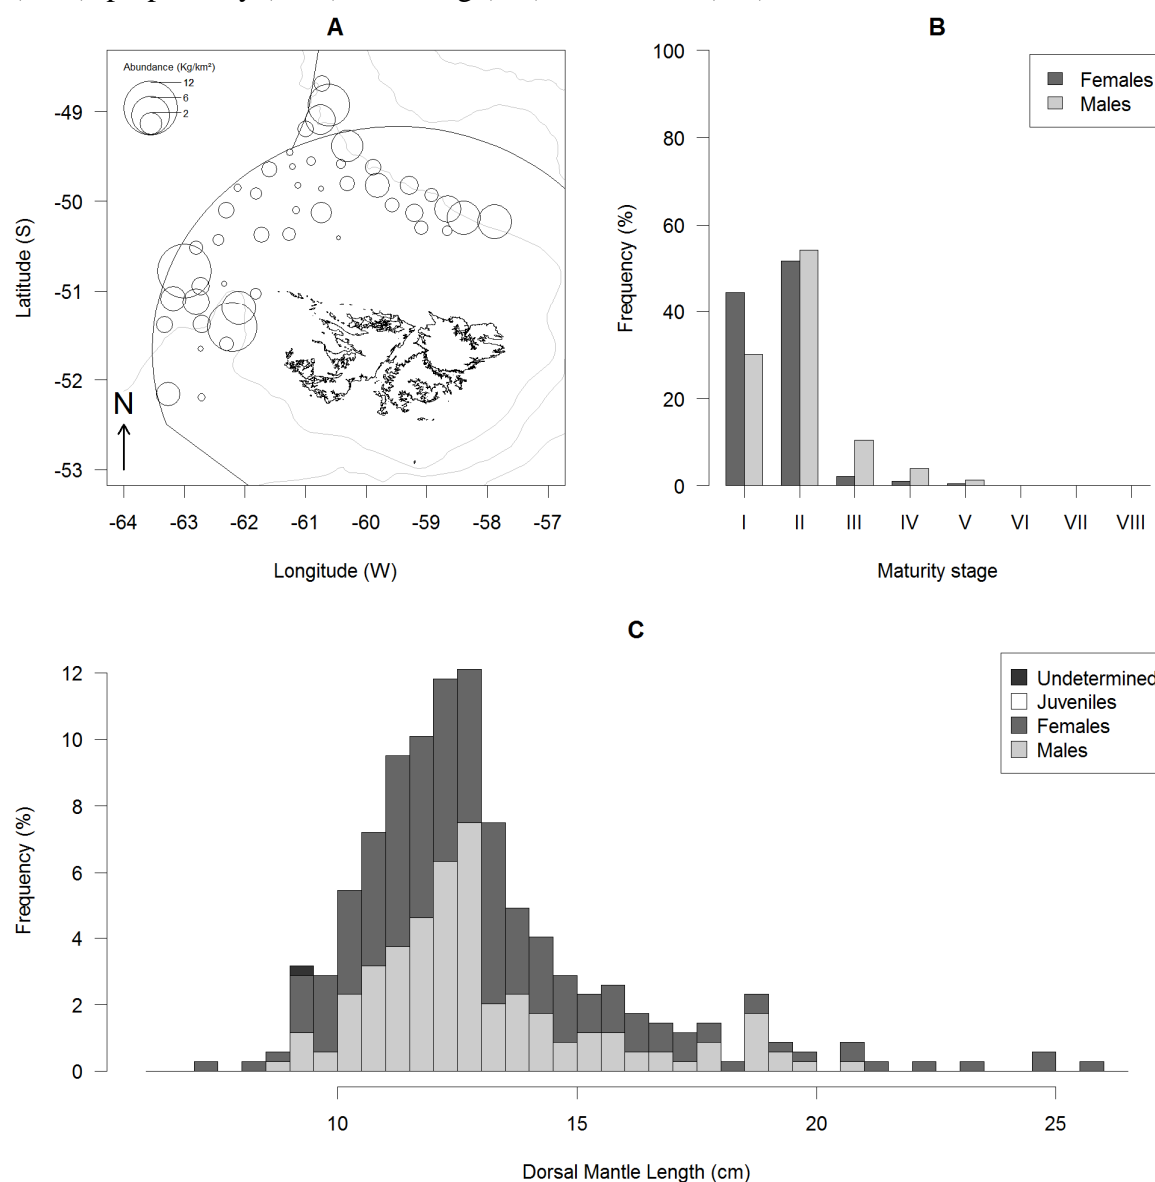 A
Abundance (Kg/km²)
12
6
2
-49
-50
-51
-52
-53
Latitude (S)
N
-64 -63 -62 -61 -60 -59 -58 -57
Longitude (W)
B
100
80
60
40
20
0
Frequency (%)
Females
Males
I II III IV V VI VII VIII
Maturity stage
C
12
10
8
6
4
2
0
Frequency (%)
Undetermined
Juveniles
Females
Males
10 15 20 25
Dorsal Mantle Length (cm)